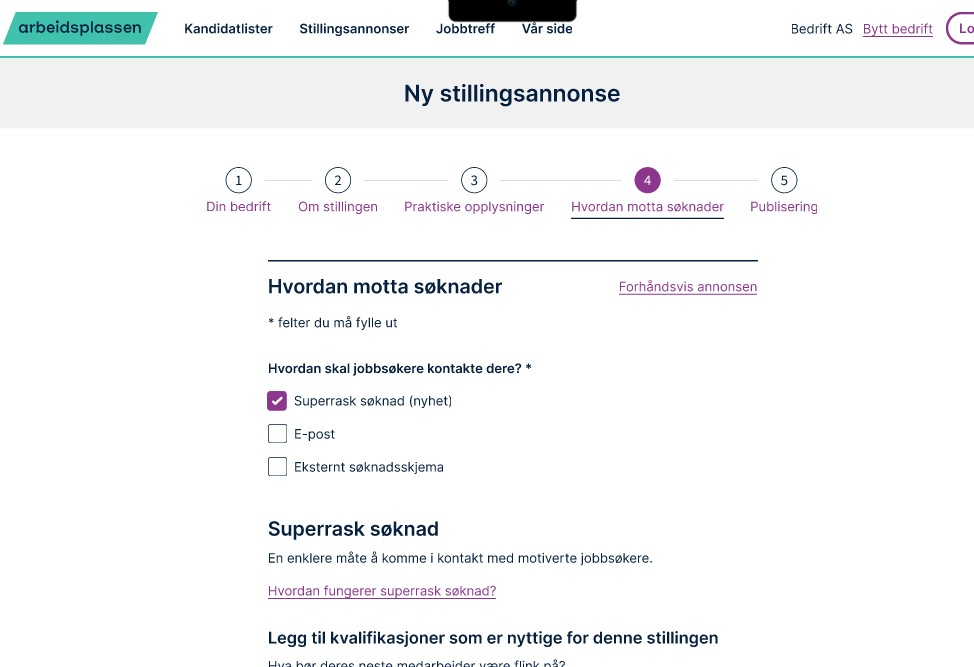 arbeidsplassen Kandidatlister Stillingsannonser Jobbtreff Vår side Bedrift AS Bytt bedrift
Ny stillingsannonse
1 2 3 4 5
Din bedrift Om stillingen Praktiske opplysninger Hvordan motta søknader Publisering
Hvordan motta søknader Forhåndsvis annonsen
* felter du må fylle ut
Hvordan skal jobbsøkere kontakte dere? *
Superrask søknad (nyhet)
E-post
Eksternt søknadsskjema
Superrask søknad
En enklere måte å komme i kontakt med motiverte jobbsøkere.
Hvordan fungerer superrask søknad?
Legg til kvalifikasjoner som er nyttige for denne stillingen
Hva bør deres neste medarbeider være flink på?